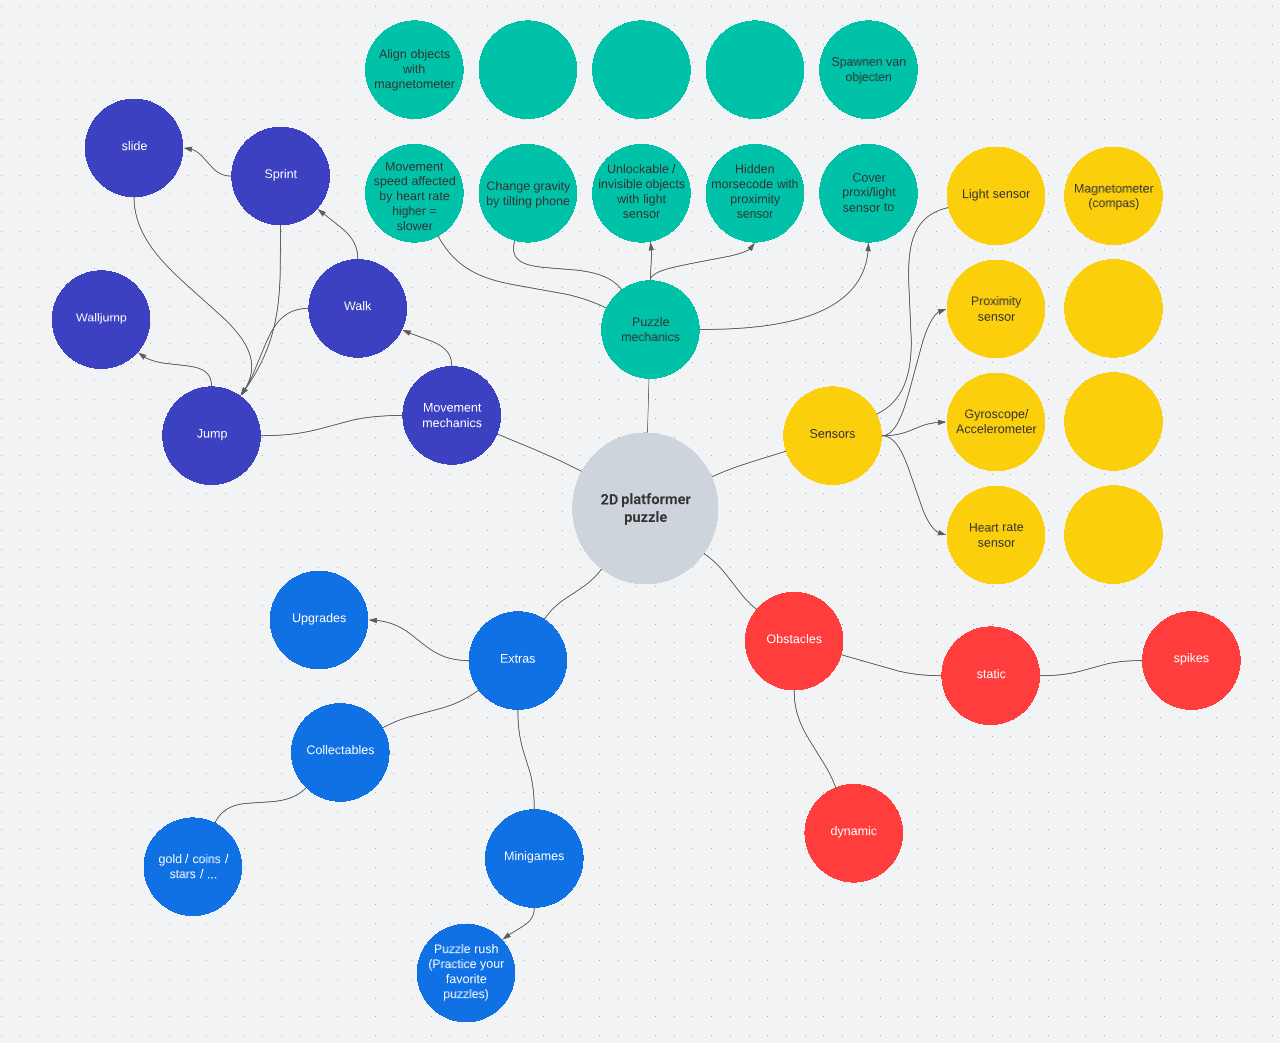 Align objects
with
magnetometer
Spawnen van
objecten
slide
Sprint
Movement
speed affected
by heart rate
higher =
slower
Change gravity
by tilting phone
Unlockable /
invisible objects
with light
sensor
Hidden
morsecode with
proximity
sensor
Cover
proxi/light
sensor to
Light sensor
Magnetometer
(compas)
Walljump
Walk
Puzzle
mechanics
Proximity
sensor
Jump
Movement
mechanics
Sensors
Gyroscope/
Accelerometer
2D platformer
puzzle
Heart rate
sensor
Upgrades
Extras
Obstacles
static
spikes
Collectables
gold / coins /
stars / ...
Minigames
dynamic
Puzzle rush
(Practice your
favorite
puzzles)